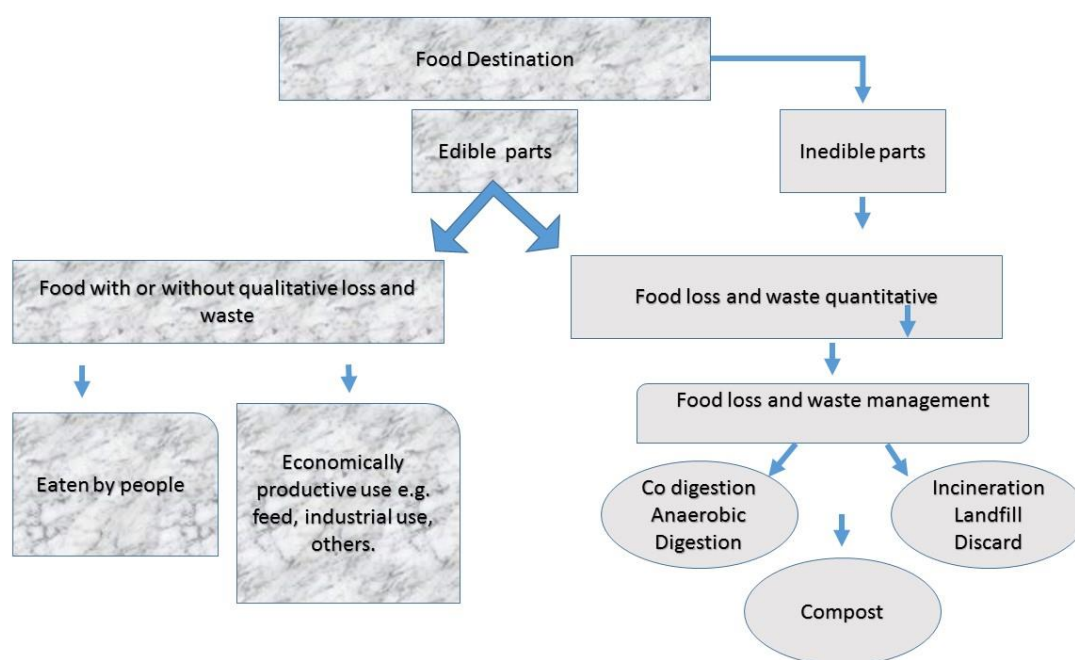 Food Destination
Edible parts
Inedible parts
Food with or without qualitative loss and
waste
Food loss and waste quantitative
Eaten by people
Economically
productive use e.g.
feed, industrial use,
others.
Food loss and waste management
Co digestion
Anaerobic
Digestion
Incineration
Landfill
Discard
Compost